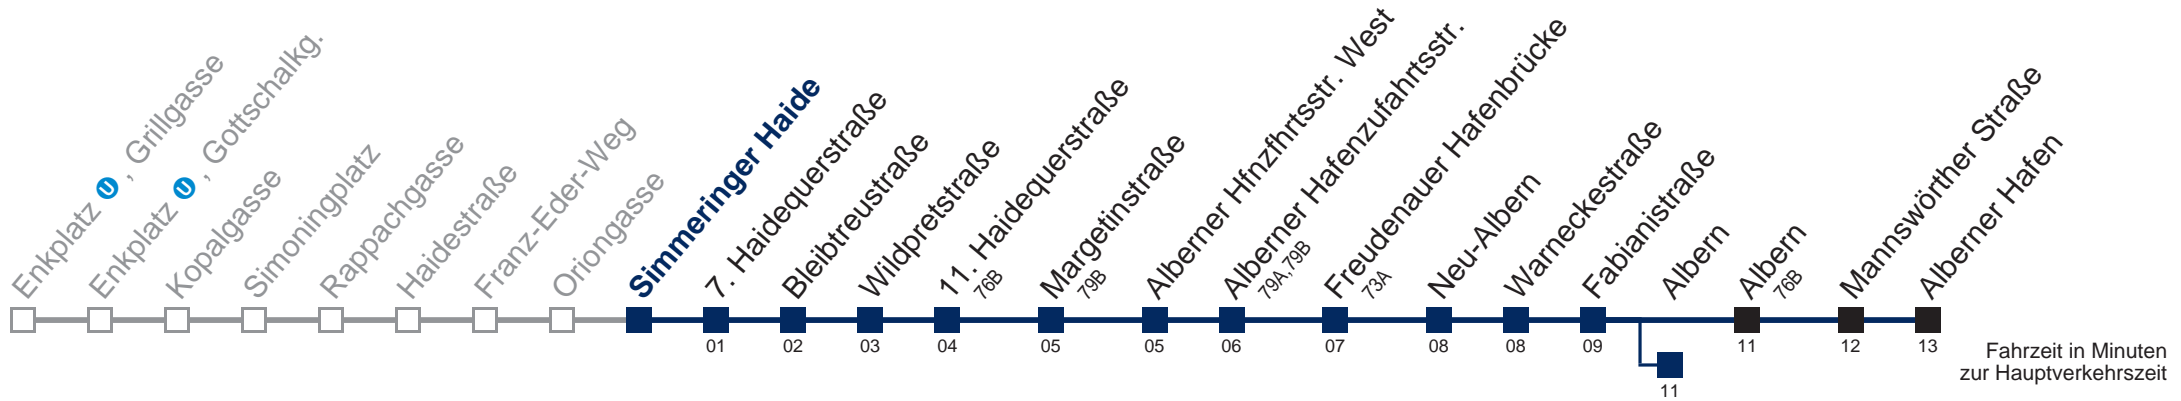 Enkplatz U, Grillgasse
Enkplatz U, Gottschalkg.
Kopalgasse
Simoningplatz
Rappachgasse
Haidestraße
Franz-Eder-Weg
Oriongasse
Simmeringer Haide
7. Haidequerstraße
Bleibtreustraße
Wildpretstraße
11. Haidequerstraße
76B
Margetinstraße
79B
Alberner Hfnzfhrtsstr. West
Alberner Hafenzufahrtsstr.
79A,79B
Freudenauer Hafenbrücke
73A
Neu-Albern
Warneckestraße
Fabianistraße
Albern
Albern
76B
Mannswörther Straße
Alberner Hafen
01 02 03 04 05 05 06 07 08 08 09 11 12 13
11
Fahrzeit in Minuten
zur Hauptverkehrszeit